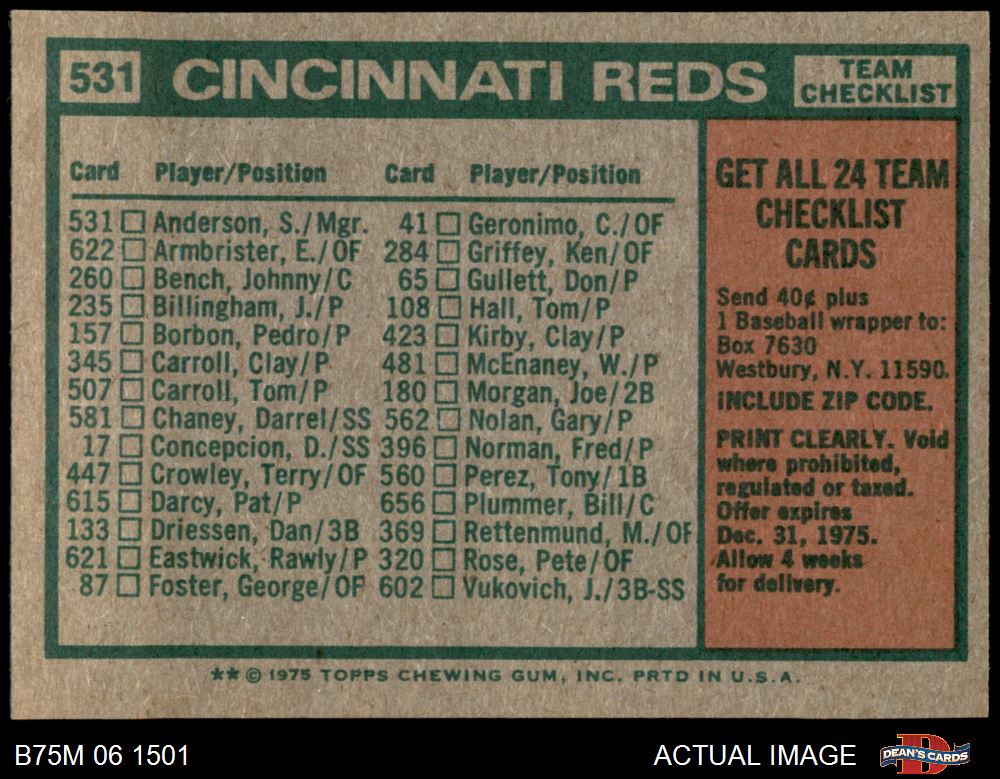 531 CINCINNATI REDS TEAM CHECKLIST
Card Player/Position
531 □ Anderson, S./Mgr.
622 □ Armbrister, E./OF
260 □ Bench, Johnny/C
235 □ Billingham, J./P
157 □ Borbon, Pedro/P
345 □ Carroll, Clay/P
507 □ Carroll, Tom/P
581 □ Chaney, Darrel/SS
17 □ Concepcion, D./SS
447 □ Crowley, Terry/OF
615 □ Darcy, Pat/P
133 □ Driessen, Dan/3B
621 □ Eastwick, Rawly/P
87 □ Foster, George/OF
Card Player/Position
41 □ Geronimo, C./OF
284 □ Griffey, Ken/OF
65 □ Gullett, Don/P
108 □ Hall, Tom/P
423 □ Kirby, Clay/P
481 □ McEnaney, W./P
180 □ Morgan, Joe/2B
562 □ Nolan, Gary/P
396 □ Norman, Fred/P
560 □ Perez, Tony/1B
656 □ Plummer, Bill/C
369 □ Rettenmund, M./OF
320 □ Rose, Pete/OF
602 □ Vukovich, J./3B-SS
GET ALL 24 TEAM
CHECKLIST
CARDS
Send 40¢ plus
1 Baseball wrapper to:
Box 7630
Westbury, N.Y. 11590.
INCLUDE ZIP CODE.
PRINT CLEARLY. Void
where prohibited,
regulated or taxed.
Offer expires
Dec. 31, 1975.
Allow 4 weeks
for delivery.
** © 1975 TOPPS CHEWING GUM, INC. PRTD IN U.S.A.
B75M 06 1501
ACTUAL IMAGE
DEAN'S CARDS